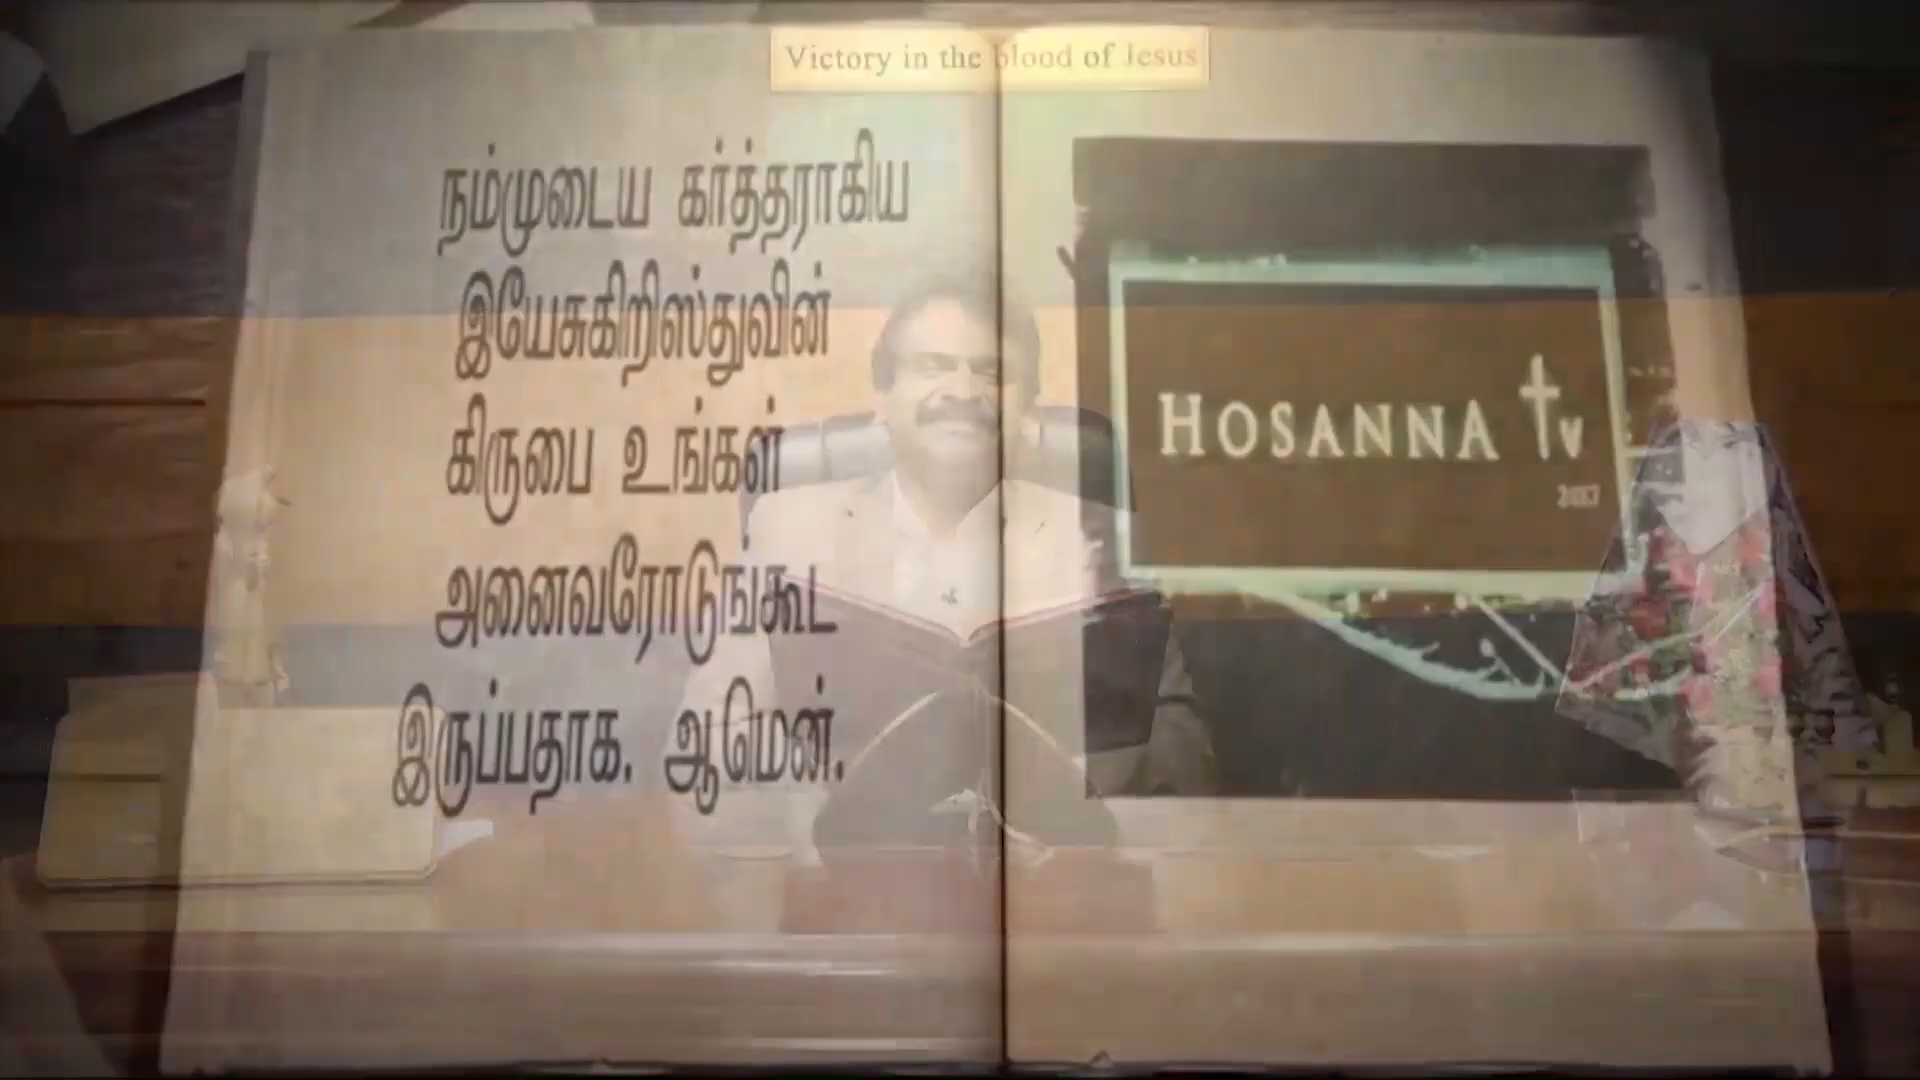 Victory in the blood of Jesus
நம்முடைய கர்த்தராகிய
இயேசுகிறிஸ்துவின்
கிருபை உங்கள்
அனைவரோடுங்கூட
இருப்பதாக. ஆமென்.
HOSANNA tv
2017